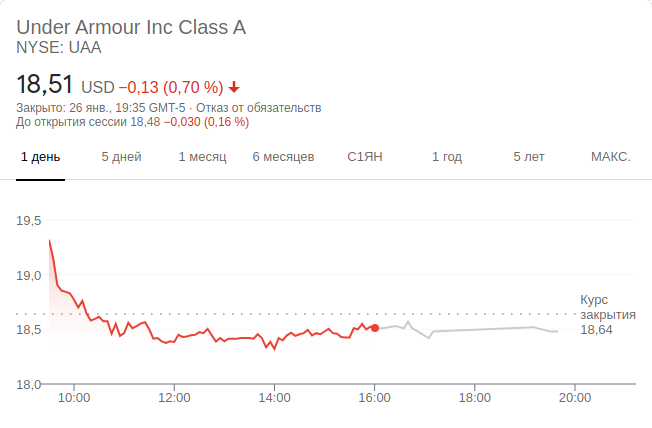 Under Armour Inc Class A
NYSE: UAA
18,51 USD −0,13 (0,70 %)
Закрыто: 26 янв., 19:35 GMT-5 · Отказ от обязательств
До открытия сессии 18,48 −0,030 (0,16 %)
1 день 5 дней 1 месяц 6 месяцев С1ЯН 1 год 5 лет МАКС.
19,5
19,0
Курс
закрытия
18,64
18,5
18,0
10:00 12:00 14:00 16:00 18:00 20:00